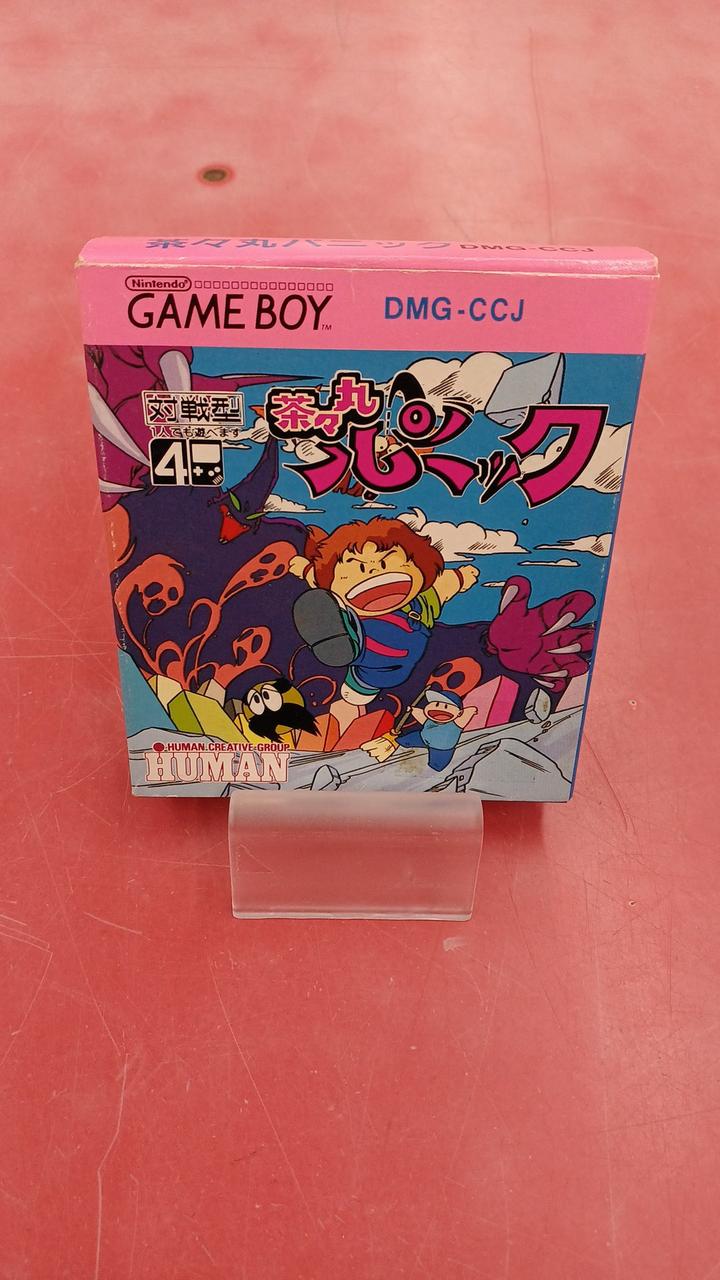 茶々丸パニック DMG-CCJ
Nintendo®
GAME BOY™
DMG-CCJ
対戦型
1人でも遊べます
4
茶々丸
パニック
HUMAN CREATIVE GROUP
HUMAN